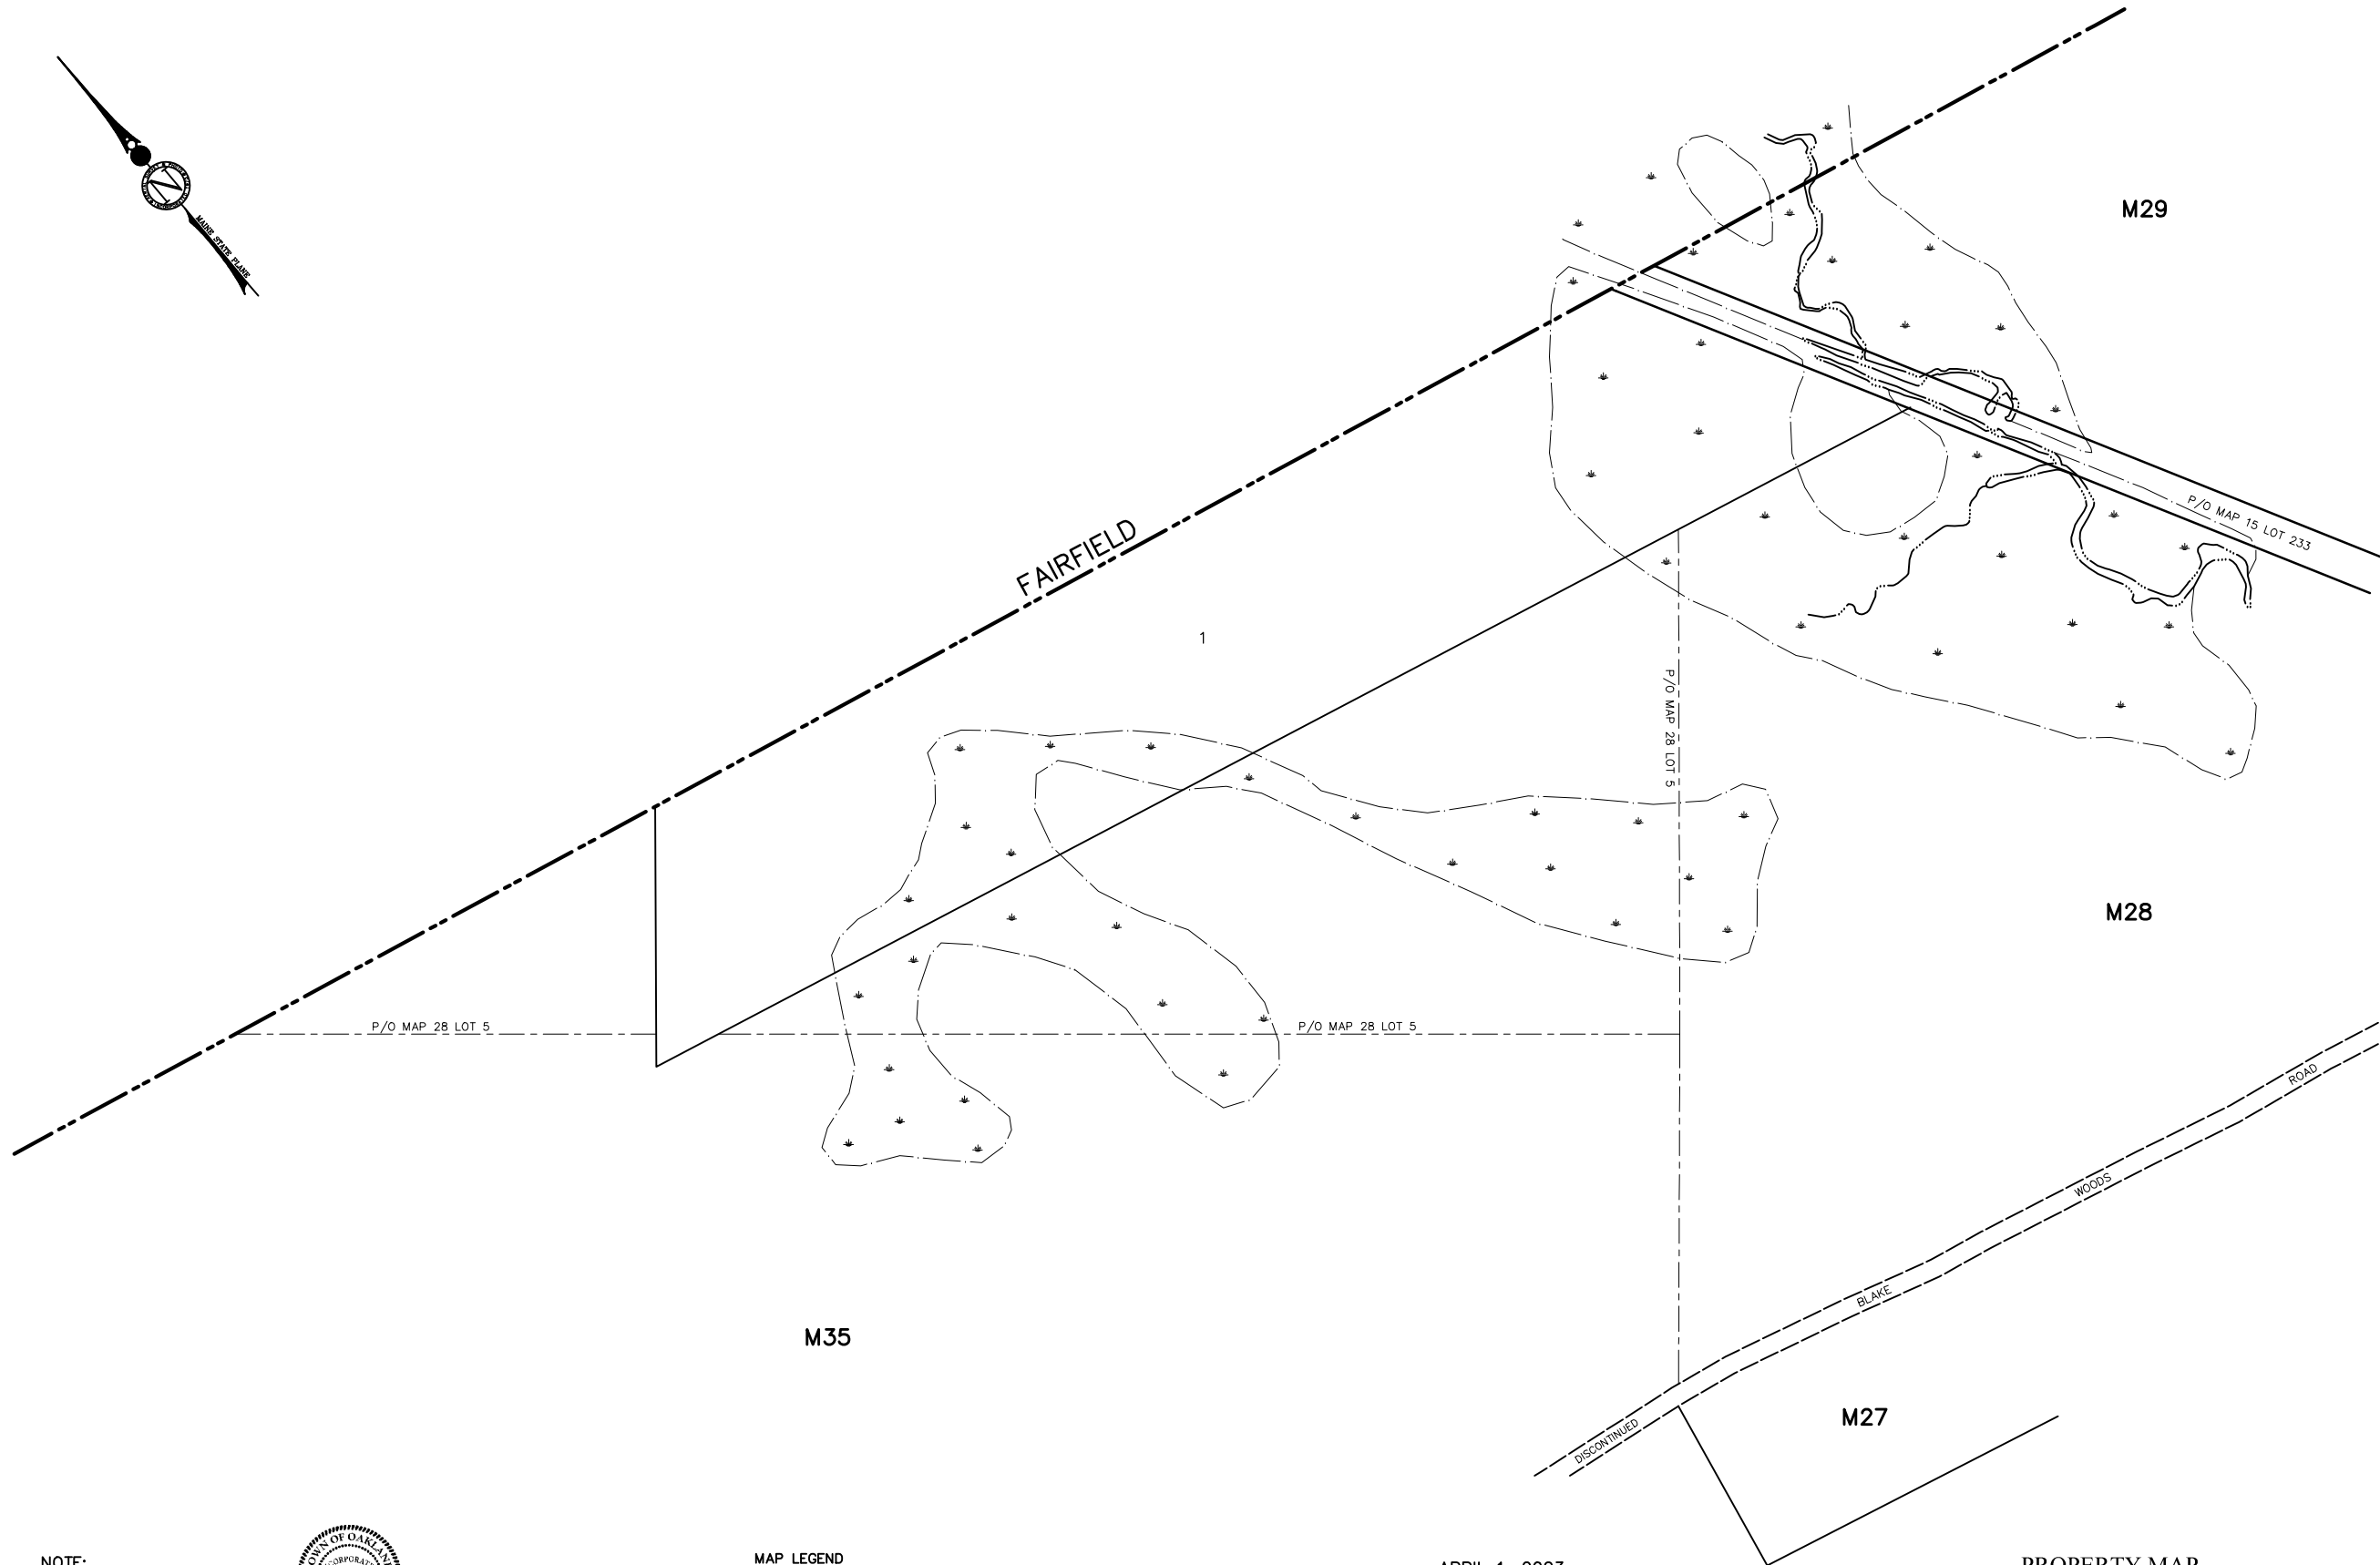 N
MAINE STATE PLANE
M29
FAIRFIELD
P/O MAP 15 LOT 233
1
P/O MAP 28 LOT 5
M28
P/O MAP 28 LOT 5
P/O MAP 28 LOT 5
ROAD
WOODS
BLAKE
M35
M27
DISCONTINUED
NOTE:
MAP LEGEND
PROPERTY MAP